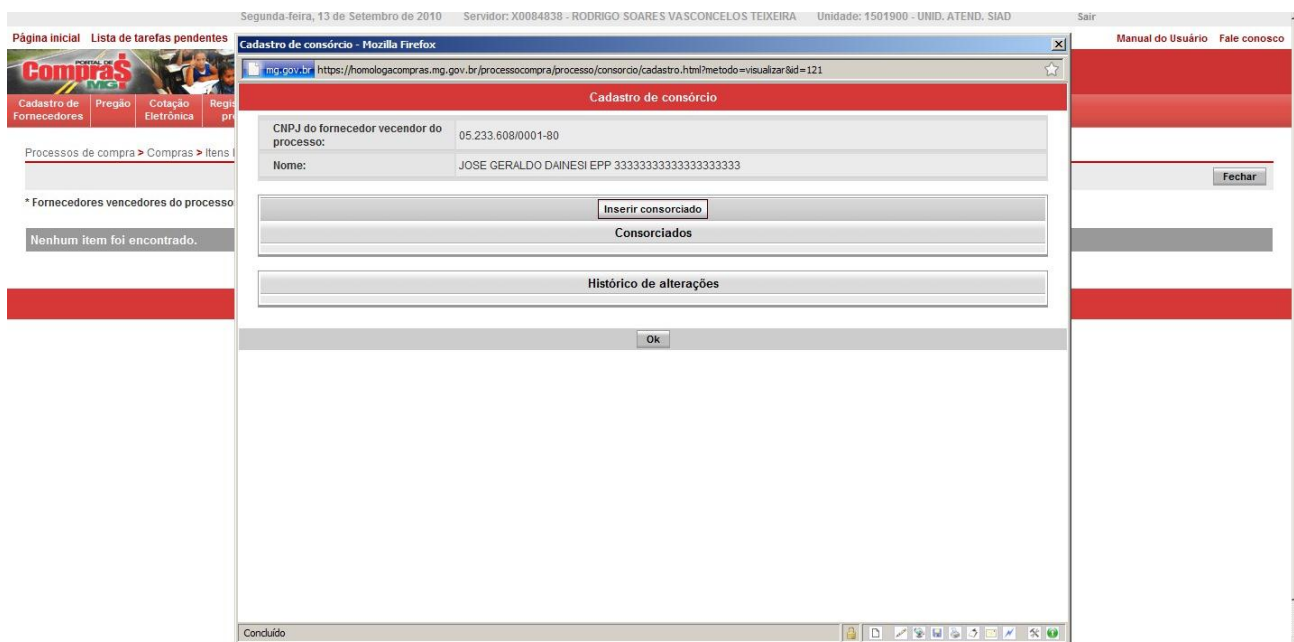 Segunda-feira, 13 de Setembro de 2010 Servidor: X0084838 - RODRIGO SOARES VASCONCELOS TEIXEIRA Unidade: 1501900 - UNID. ATEND. SIAD Sair
Página inicial Lista de tarefas pendentes Manual do Usuário Fale conosco
Cadastro de consórcio - Mozilla Firefox
mg.gov.br https://homologacompras.mg.gov.br/processocompra/processo/consorcio/cadastro.html?metodo=visualizar&id=121
PORTAL DE
Compras
MG
Cadastro de consórcio
Cadastro de Fornecedores
Pregão
Cotação Eletrônica
CNPJ do fornecedor vecendor do processo: 05.233.608/0001-80
Nome: JOSE GERALDO DAINESI EPP 33333333333333333333
Processos de compra > Compras > Itens
Fechar
* Fornecedores vencedores do processo
Inserir consorciado
Consorciados
Nenhum item foi encontrado.
Histórico de alterações
Ok
Concluído